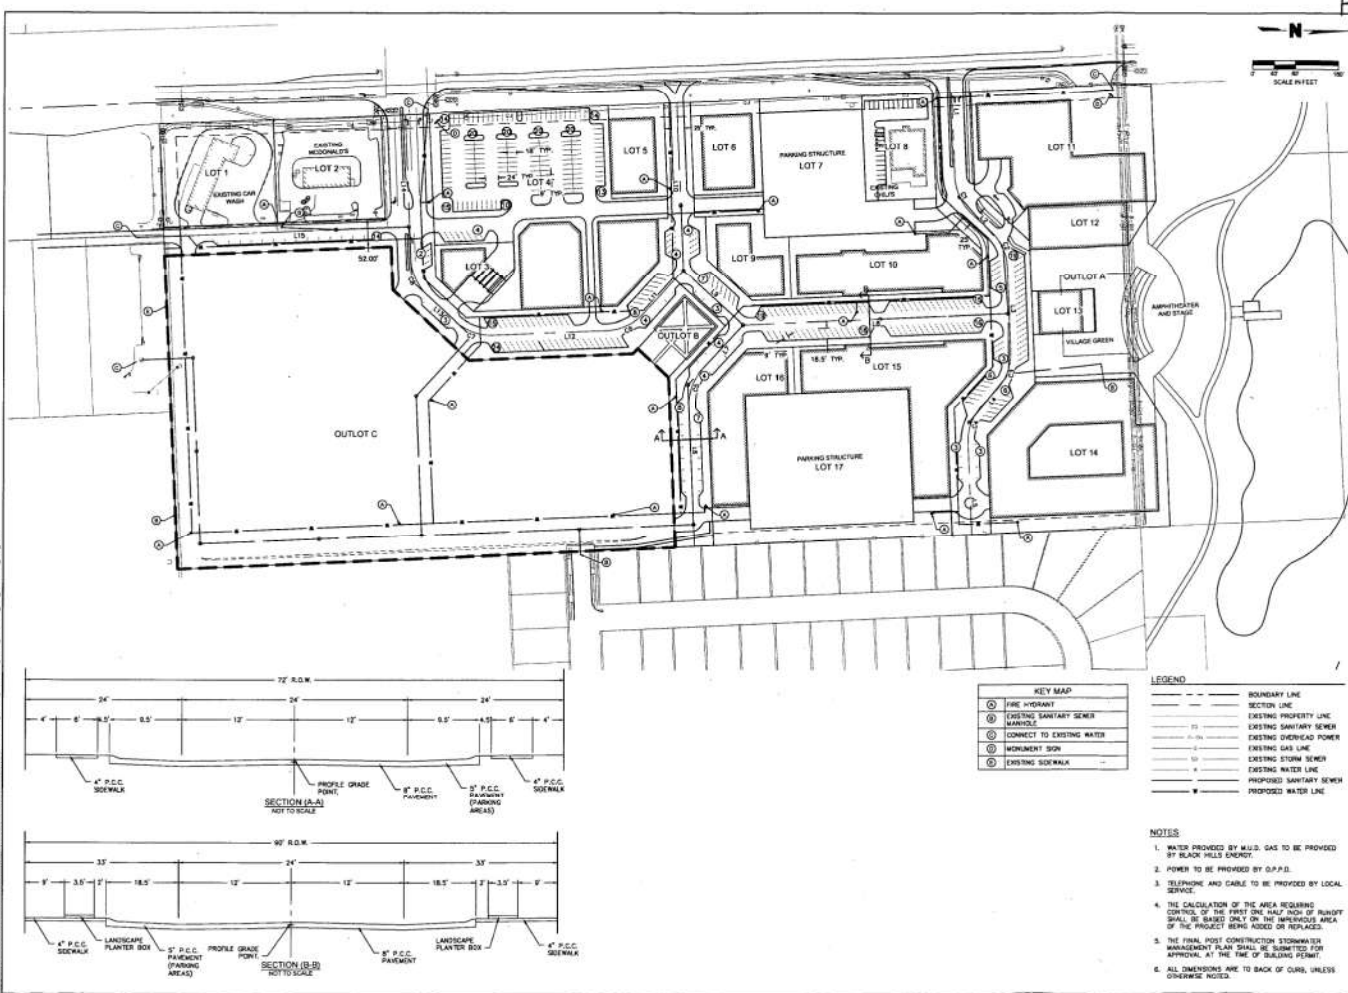 N
SCALE IN FEET
EXISTING
MCDONALD'S
LOT 1
LOT 2
EXISTING CAR
WASH
LOT 4
18' TYP.
24' TYP
9' TYP
LOT 5
LOT 6
25' TYP.
PARKING STRUCTURE
LOT 7
LOT 8
EXISTING
CHILI'S
LOT 11
LOT 12
L15
52.00'
LOT 3
LOT 9
LOT 10
25'
TYP
OUTLOT A
LOT 13
VILLAGE GREEN
AMPHITHEATER
AND STAGE
L12
OUTLOT B
9' TYP
18.5' TYP.
B
LOT 16
LOT 15
OUTLOT C
A
A
PARKING STRUCTURE
LOT 17
LOT 14
72' R.O.W.
24' 24' 24'
4' 6' 4.5' 9.5' 12' 12' 9.5' 4.5' 6' 4'
4" P.C.C.
SIDEWALK
PROFILE GRADE
POINT.
8" P.C.C.
PAVEMENT
5" P.C.C.
PAVEMENT
(PARKING
AREAS)
4" P.C.C.
SIDEWALK
SECTION (A-A)
NOT TO SCALE
90' R.O.W.
33' 24' 33'
9' 3.5' 2' 18.5' 12' 12' 18.5' 2' 3.5' 9'
4" P.C.C.
SIDEWALK
LANDSCAPE
PLANTER BOX
5" P.C.C.
PAVEMENT
(PARKING
AREAS)
PROFILE GRADE
POINT.
8" P.C.C.
PAVEMENT
LANDSCAPE
PLANTER BOX
4" P.C.C.
SIDEWALK
SECTION (B-B)
NOT TO SCALE
KEY MAP
A FIRE HYDRANT
B EXISTING SANITARY SEWER
MANHOLE
C CONNECT TO EXISTING WATER
D MONUMENT SIGN
E EXISTING SIDEWALK
LEGEND
BOUNDARY LINE
SECTION LINE
EXISTING PROPERTY LINE
EXISTING SANITARY SEWER
EXISTING OVERHEAD POWER
EXISTING GAS LINE
EXISTING STORM SEWER
EXISTING WATER LINE
PROPOSED SANITARY SEWER
PROPOSED WATER LINE
NOTES
1. WATER PROVIDED BY M.U.D. GAS TO BE PROVIDED
BY BLACK HILLS ENERGY.
2. POWER TO BE PROVIDED BY O.P.P.D.
3. TELEPHONE AND CABLE TO BE PROVIDED BY LOCAL
SERVICE.
4. THE CALCULATION OF THE AREA REQUIRING
CONTROL OF THE FIRST ONE HALF INCH OF RUNOFF
SHALL BE BASED ONLY ON THE IMPERVIOUS AREA
OF THE PROJECT BEING ADDED OR REPLACED.
5. THE FINAL POST CONSTRUCTION STORMWATER
MANAGEMENT PLAN SHALL BE SUBMITTED FOR
APPROVAL AT THE TIME OF BUILDING PERMIT.
6. ALL DIMENSIONS ARE TO BACK OF CURB, UNLESS
OTHERWISE NOTED.